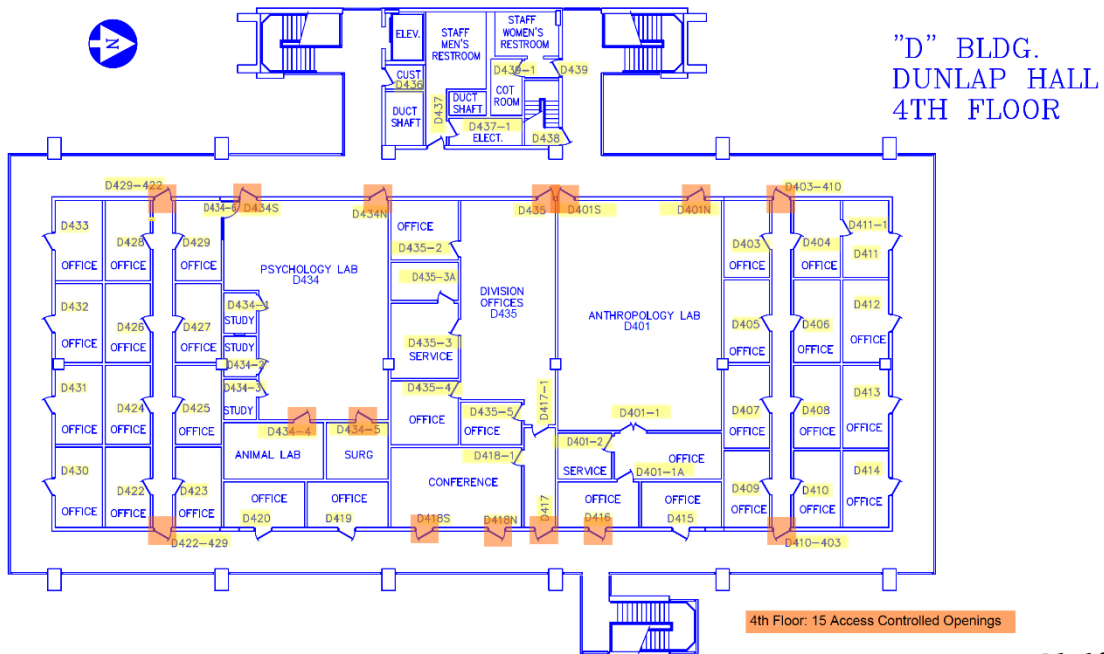 "D" BLDG.
DUNLAP HALL
4TH FLOOR
N
ELEV.
STAFF
MEN'S
RESTROOM
STAFF
WOMEN'S
RESTROOM
CUST
D436
DUCT
SHAFT
D437
DUCT
SHAFT
D437-1
ELECT.
D439-1
D439
COT
ROOM
D438
D429-422
D434-6
D434S
D434N
D435
D401S
D401N
D403-410
D433
OFFICE
D428
OFFICE
D429
OFFICE
PSYCHOLOGY LAB
D434
OFFICE
D435-2
D435-3A
DIVISION
OFFICES
D435
ANTHROPOLOGY LAB
D401
D403
OFFICE
D404
OFFICE
D411-1
D411
OFFICE
D432
OFFICE
D426
OFFICE
D427
OFFICE
D434-1
STUDY
STUDY
D434-2
D434-3
STUDY
D435-3
SERVICE
D405
OFFICE
D406
OFFICE
D412
OFFICE
D431
OFFICE
D424
OFFICE
D425
OFFICE
D435-4
OFFICE
D435-5
OFFICE
D417-1
D401-1
D407
OFFICE
D408
OFFICE
D413
OFFICE
D434-4
D434-5
ANIMAL LAB
SURG
D418-1
CONFERENCE
D401-2
SERVICE
OFFICE
D401-1A
D430
OFFICE
D422
OFFICE
D423
OFFICE
OFFICE
D420
OFFICE
D419
D418S
D418N
D417
OFFICE
D416
OFFICE
D415
D409
OFFICE
D410
OFFICE
D414
OFFICE
D422-429
D410-403
4th Floor: 15 Access Controlled Openings